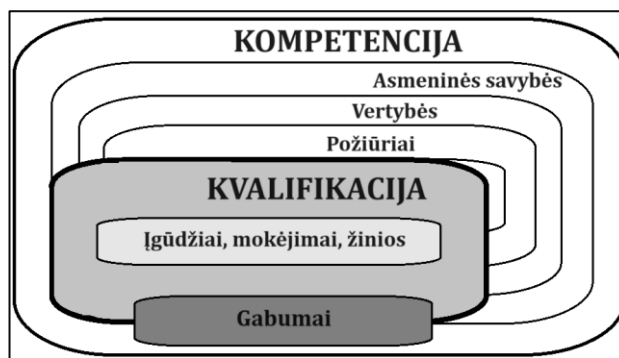 KOMPETENCIJA
Asmeninės savybės
Vertybės
Požiūriai
KVALIFIKACIJA
Įgūdžiai, mokėjimai, žinios
Gabumai